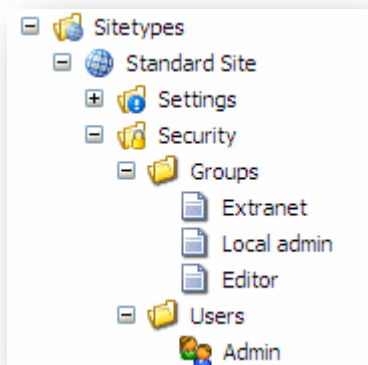 Sitetypes
Standard Site
Settings
Security
Groups
Extranet
Local admin
Editor
Users
Admin